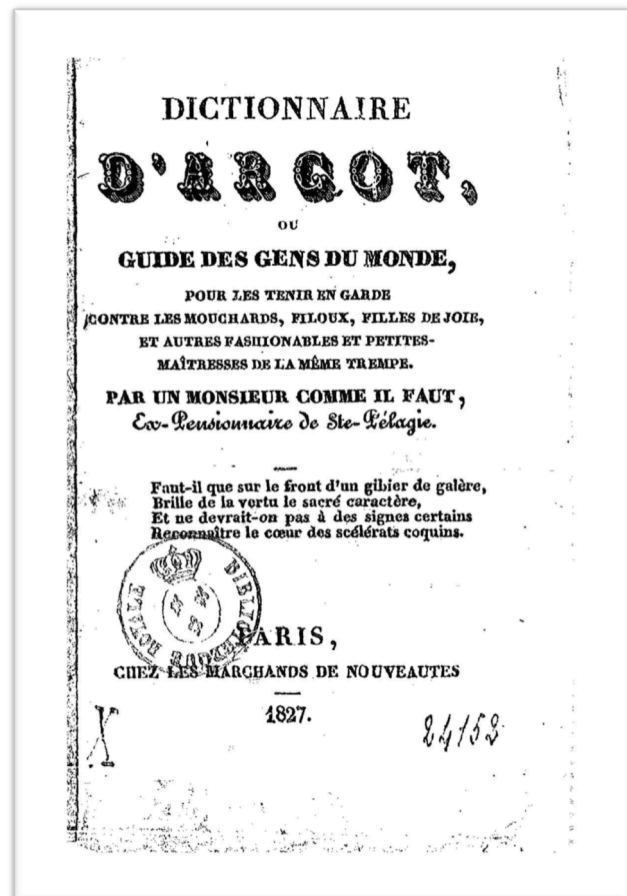 DICTIONNAIRE
D'ARGOT,
OU
GUIDE DES GENS DU MONDE,
POUR LES TENIR EN GARDE
CONTRE LES MOUCHARDS, FILOUX, FILLES DE JOIE,
ET AUTRES FASHIONABLES ET PETITES-
MAÎTRESSES DE LA MÊME TREMPE.
PAR UN MONSIEUR COMME IL FAUT,
Ex-Pensionnaire de Ste-Pélagie.
Faut-il que sur le front d'un gibier de galère,
Brille de la vertu le sacré caractère,
Et ne devrait-on pas à des signes certains
Reconnaître le cœur des scélérats coquins.
BIBLIOTHEQUE ROYALE
PARIS,
CHEZ LES MARCHANDS DE NOUVEAUTES
1827.
X
24152